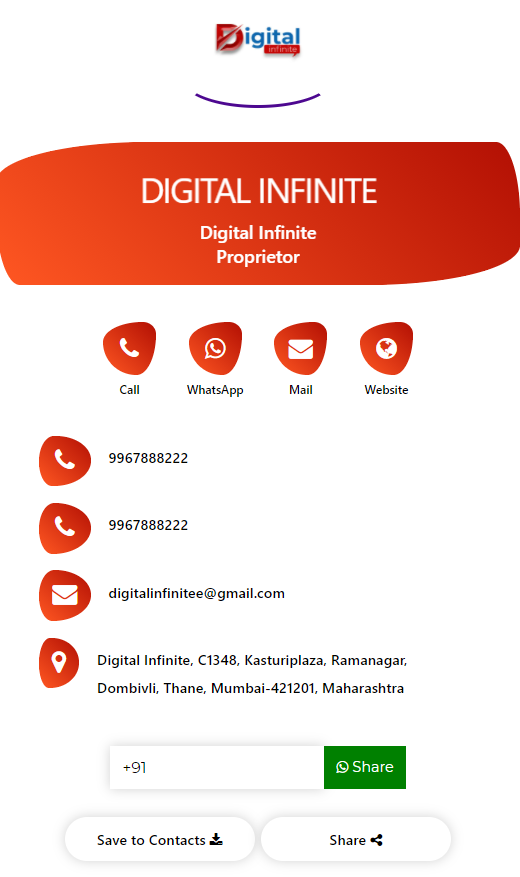 Digital
infinite
DIGITAL INFINITE
Digital Infinite
Proprietor
Call WhatsApp Mail Website
9967888222
9967888222
digitalinfinitee@gmail.com
Digital Infinite, C1348, Kasturiplaza, Ramanagar,
Dombivli, Thane, Mumbai-421201, Maharashtra
+91 Share
Save to Contacts Share